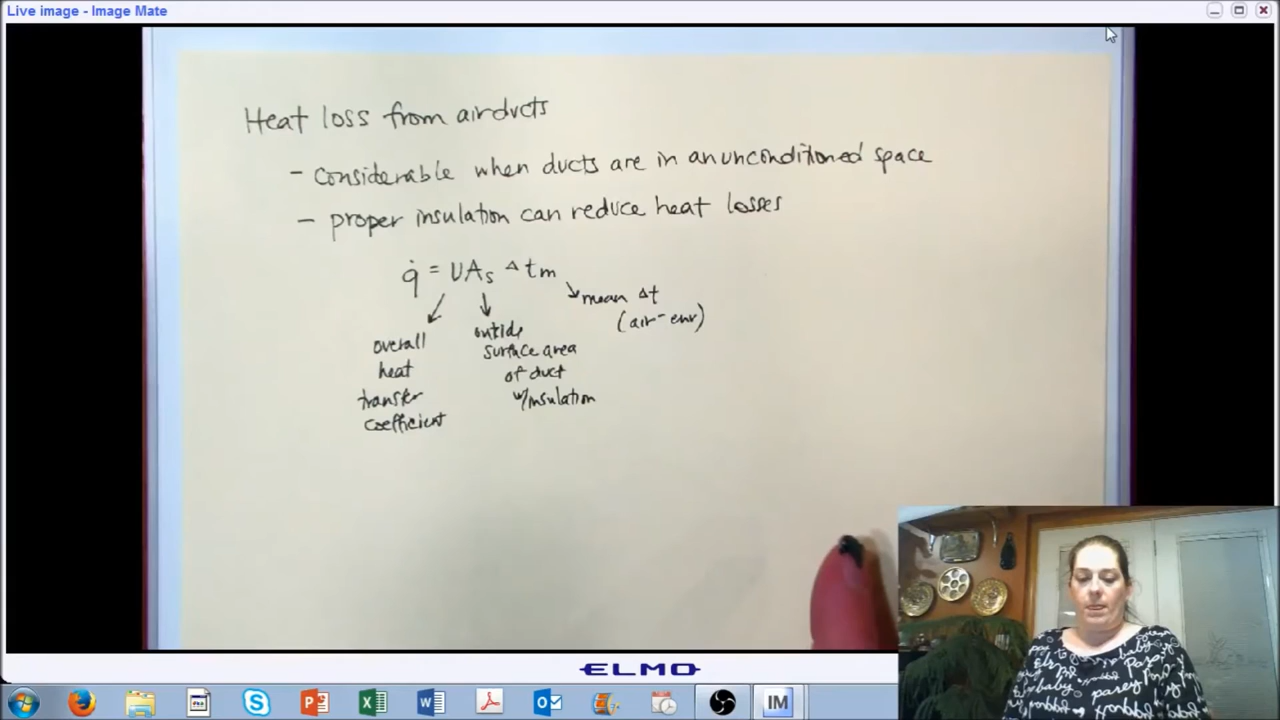 Live image - Image Mate
Heat loss from airducts
- Considerable when ducts are in an unconditioned space
- proper insulation can reduce heat losses
q̇ = UAs Δtm
mean Δt
(air-env)
overall
heat
transfer
coefficient
outside
surface area
of duct
w/insulation
ELMO
IM